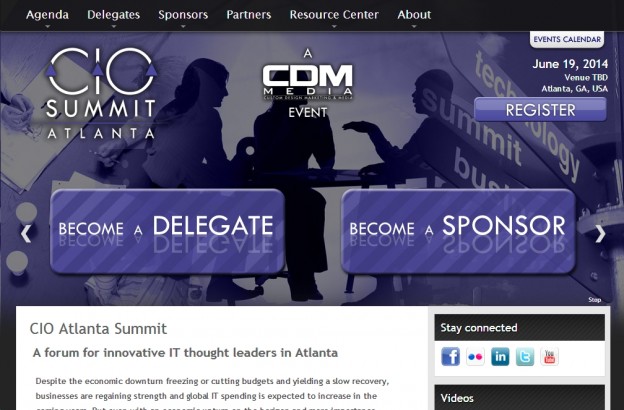 Agenda Delegates Sponsors Partners Resource Center About
EVENTS CALENDAR
June 19, 2014
Venue TBD
Atlanta, GA, USA
REGISTER
CIO
SUMMIT
ATLANTA
A
CDM
MEDIA
CUSTOM DESIGN MARKETING & MEDIA
EVENT
technology
summit
busi
BECOME A DELEGATE
BECOME A SPONSOR
Stop
CIO Atlanta Summit
A forum for innovative IT thought leaders in Atlanta
Despite the economic downturn freezing or cutting budgets and yielding a slow recovery,
businesses are regaining strength and global IT spending is expected to increase in the
Stay connected
You
Tube
Videos